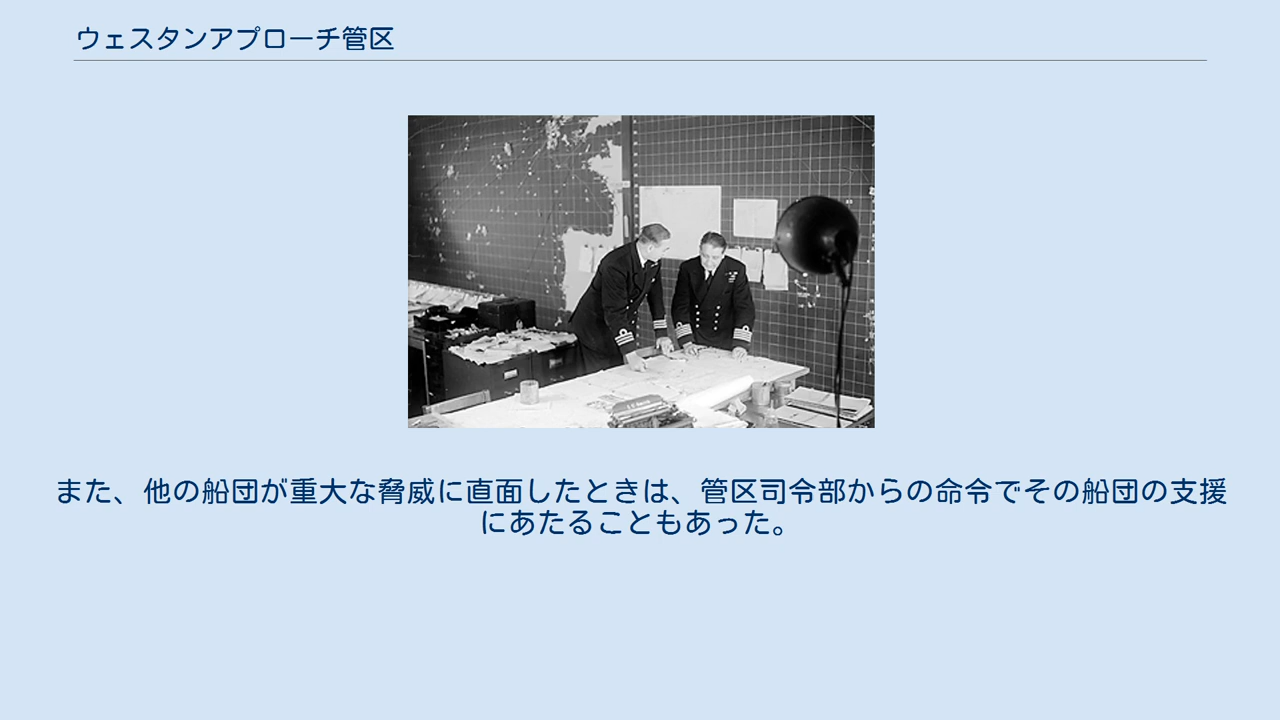 ウェスタンアプローチ管区
また、他の船団が重大な脅威に直面したときは、管区司令部からの命令でその船団の支援
にあたることもあった。